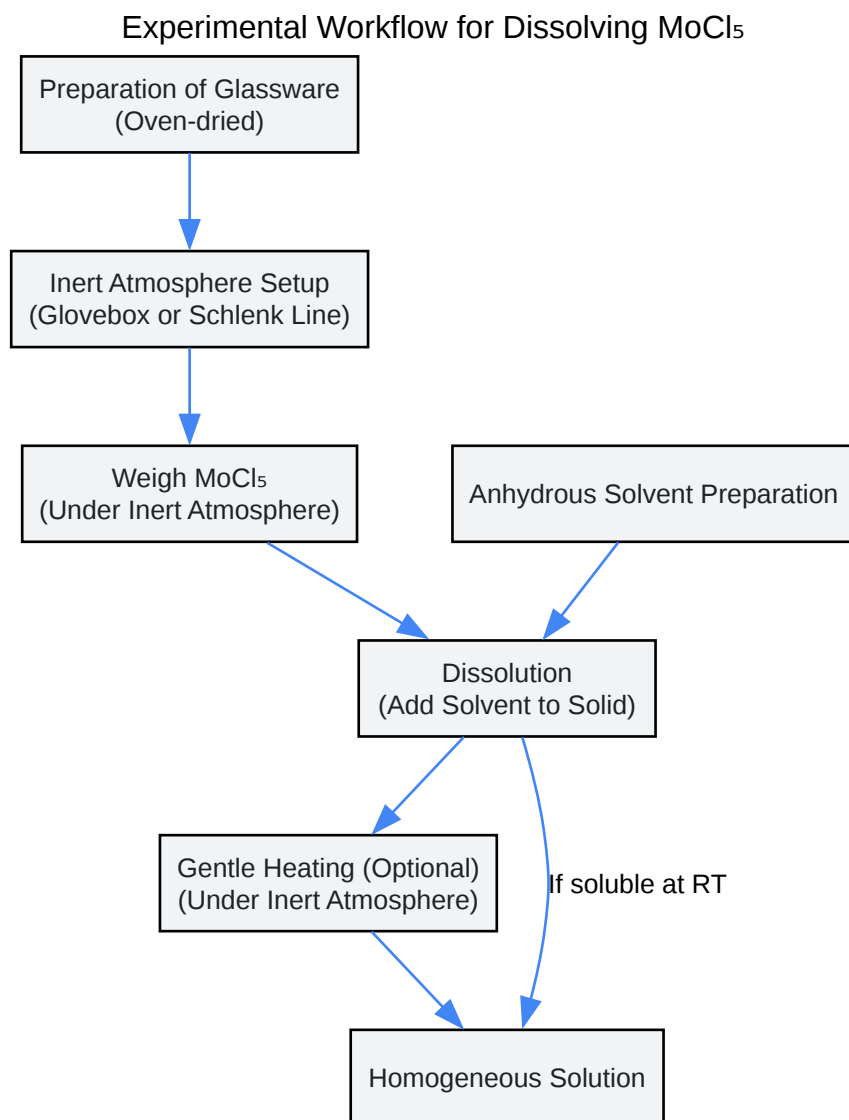 Experimental Workflow for Dissolving MoCl₅
Preparation of Glassware
(Oven-dried)
Inert Atmosphere Setup
(Glovebox or Schlenk Line)
Weigh MoCl₅
(Under Inert Atmosphere)
Anhydrous Solvent Preparation
Dissolution
(Add Solvent to Solid)
Gentle Heating (Optional)
(Under Inert Atmosphere)
If soluble at RT
Homogeneous Solution